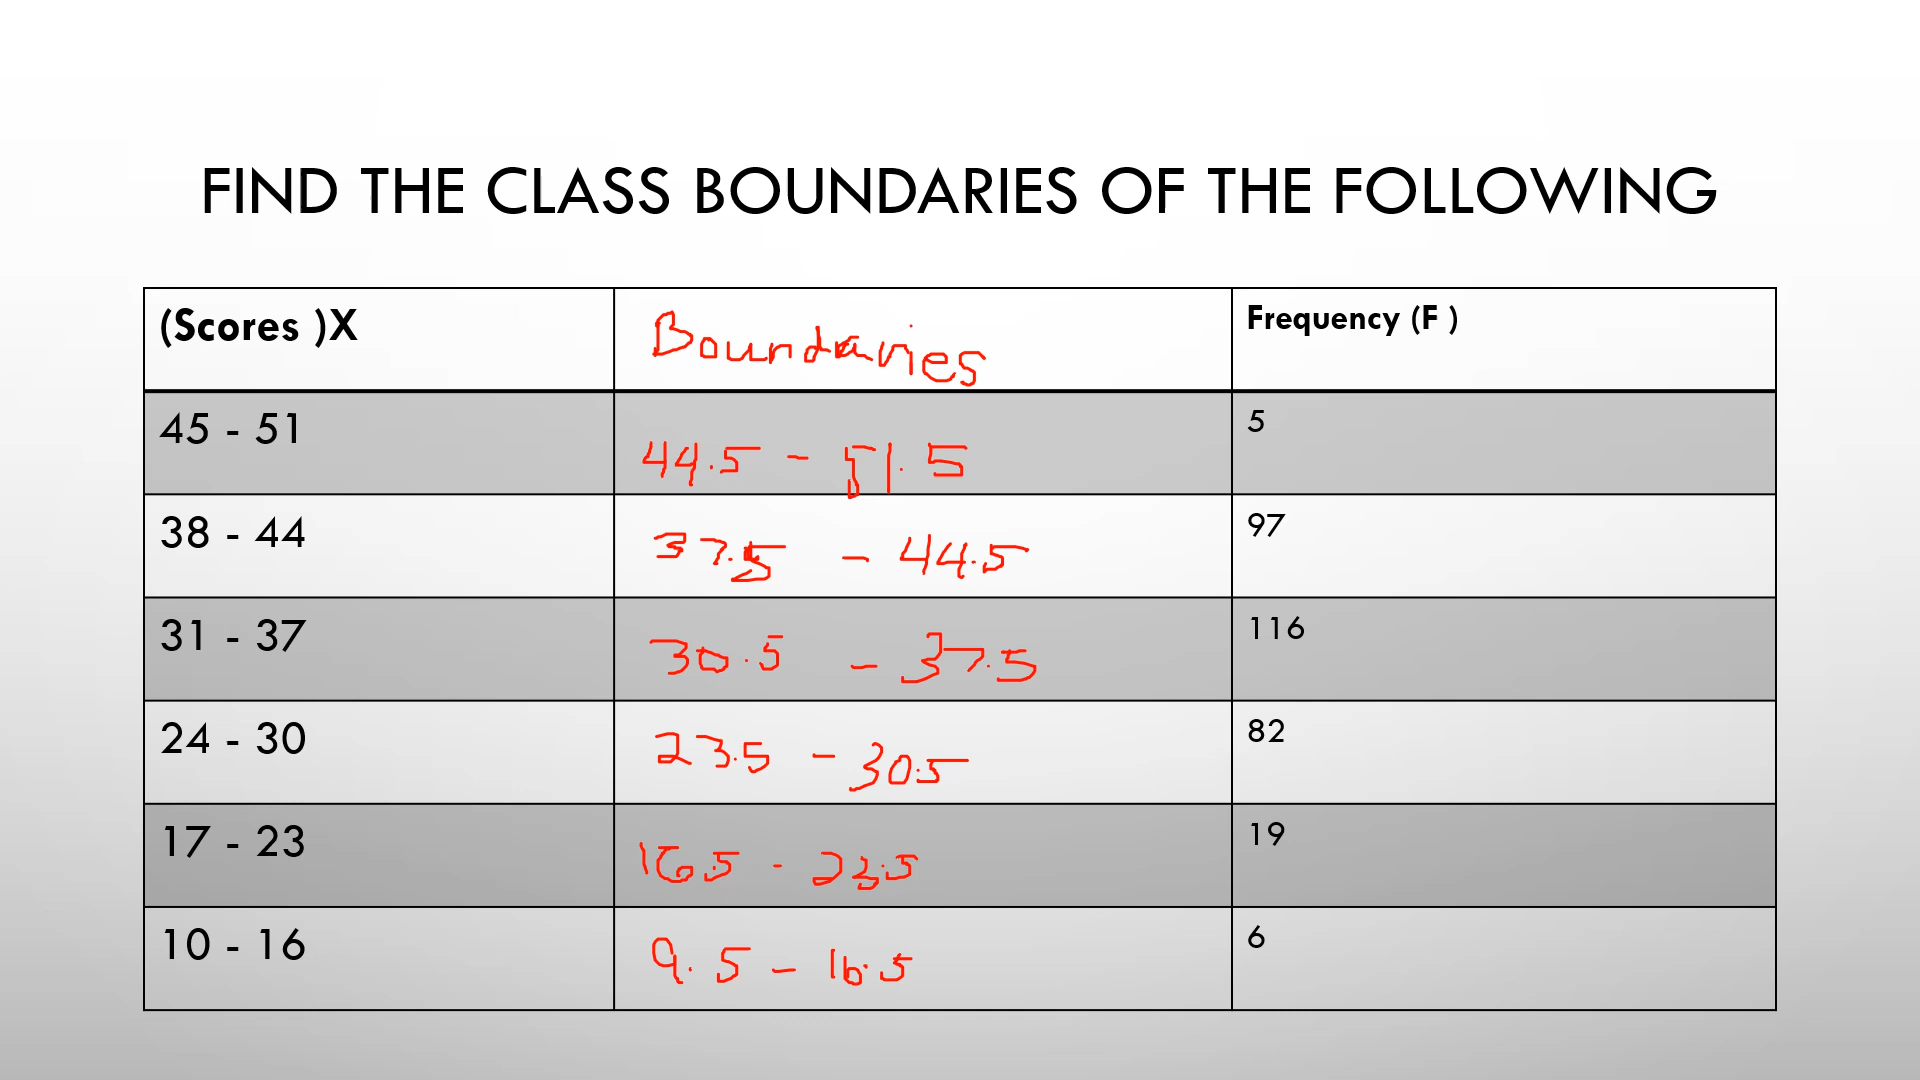 FIND THE CLASS BOUNDARIES OF THE FOLLOWING
(Scores )X Boundaries Frequency (F )
45 - 51 44.5 - 51.5 5
38 - 44 37.5 - 44.5 97
31 - 37 30.5 - 37.5 116
24 - 30 23.5 - 30.5 82
17 - 23 16.5 - 23.5 19
10 - 16 9.5 - 16.5 6